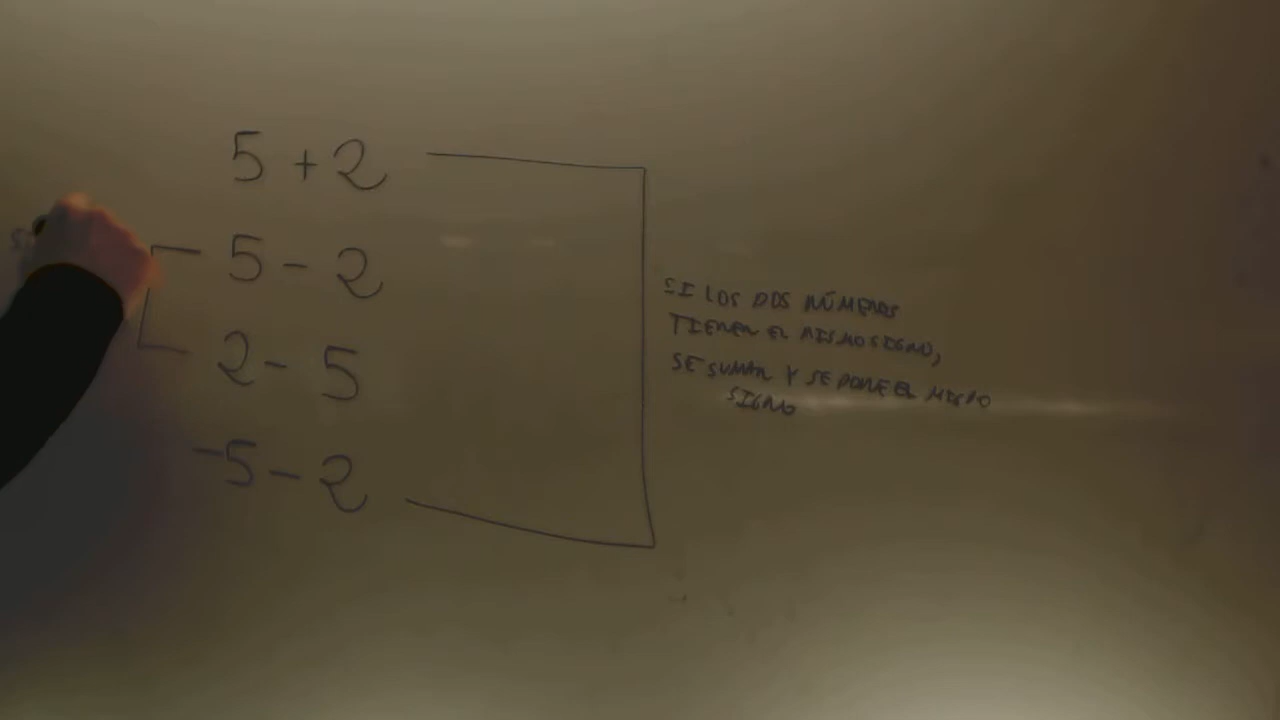 5 + 2
5 - 2
2 - 5
-5 - 2
SI LOS DOS NÚMEROS
TIENEN EL MISMO SIGNO,
SE SUMAN Y SE PONE EL MISMO
SIGNO